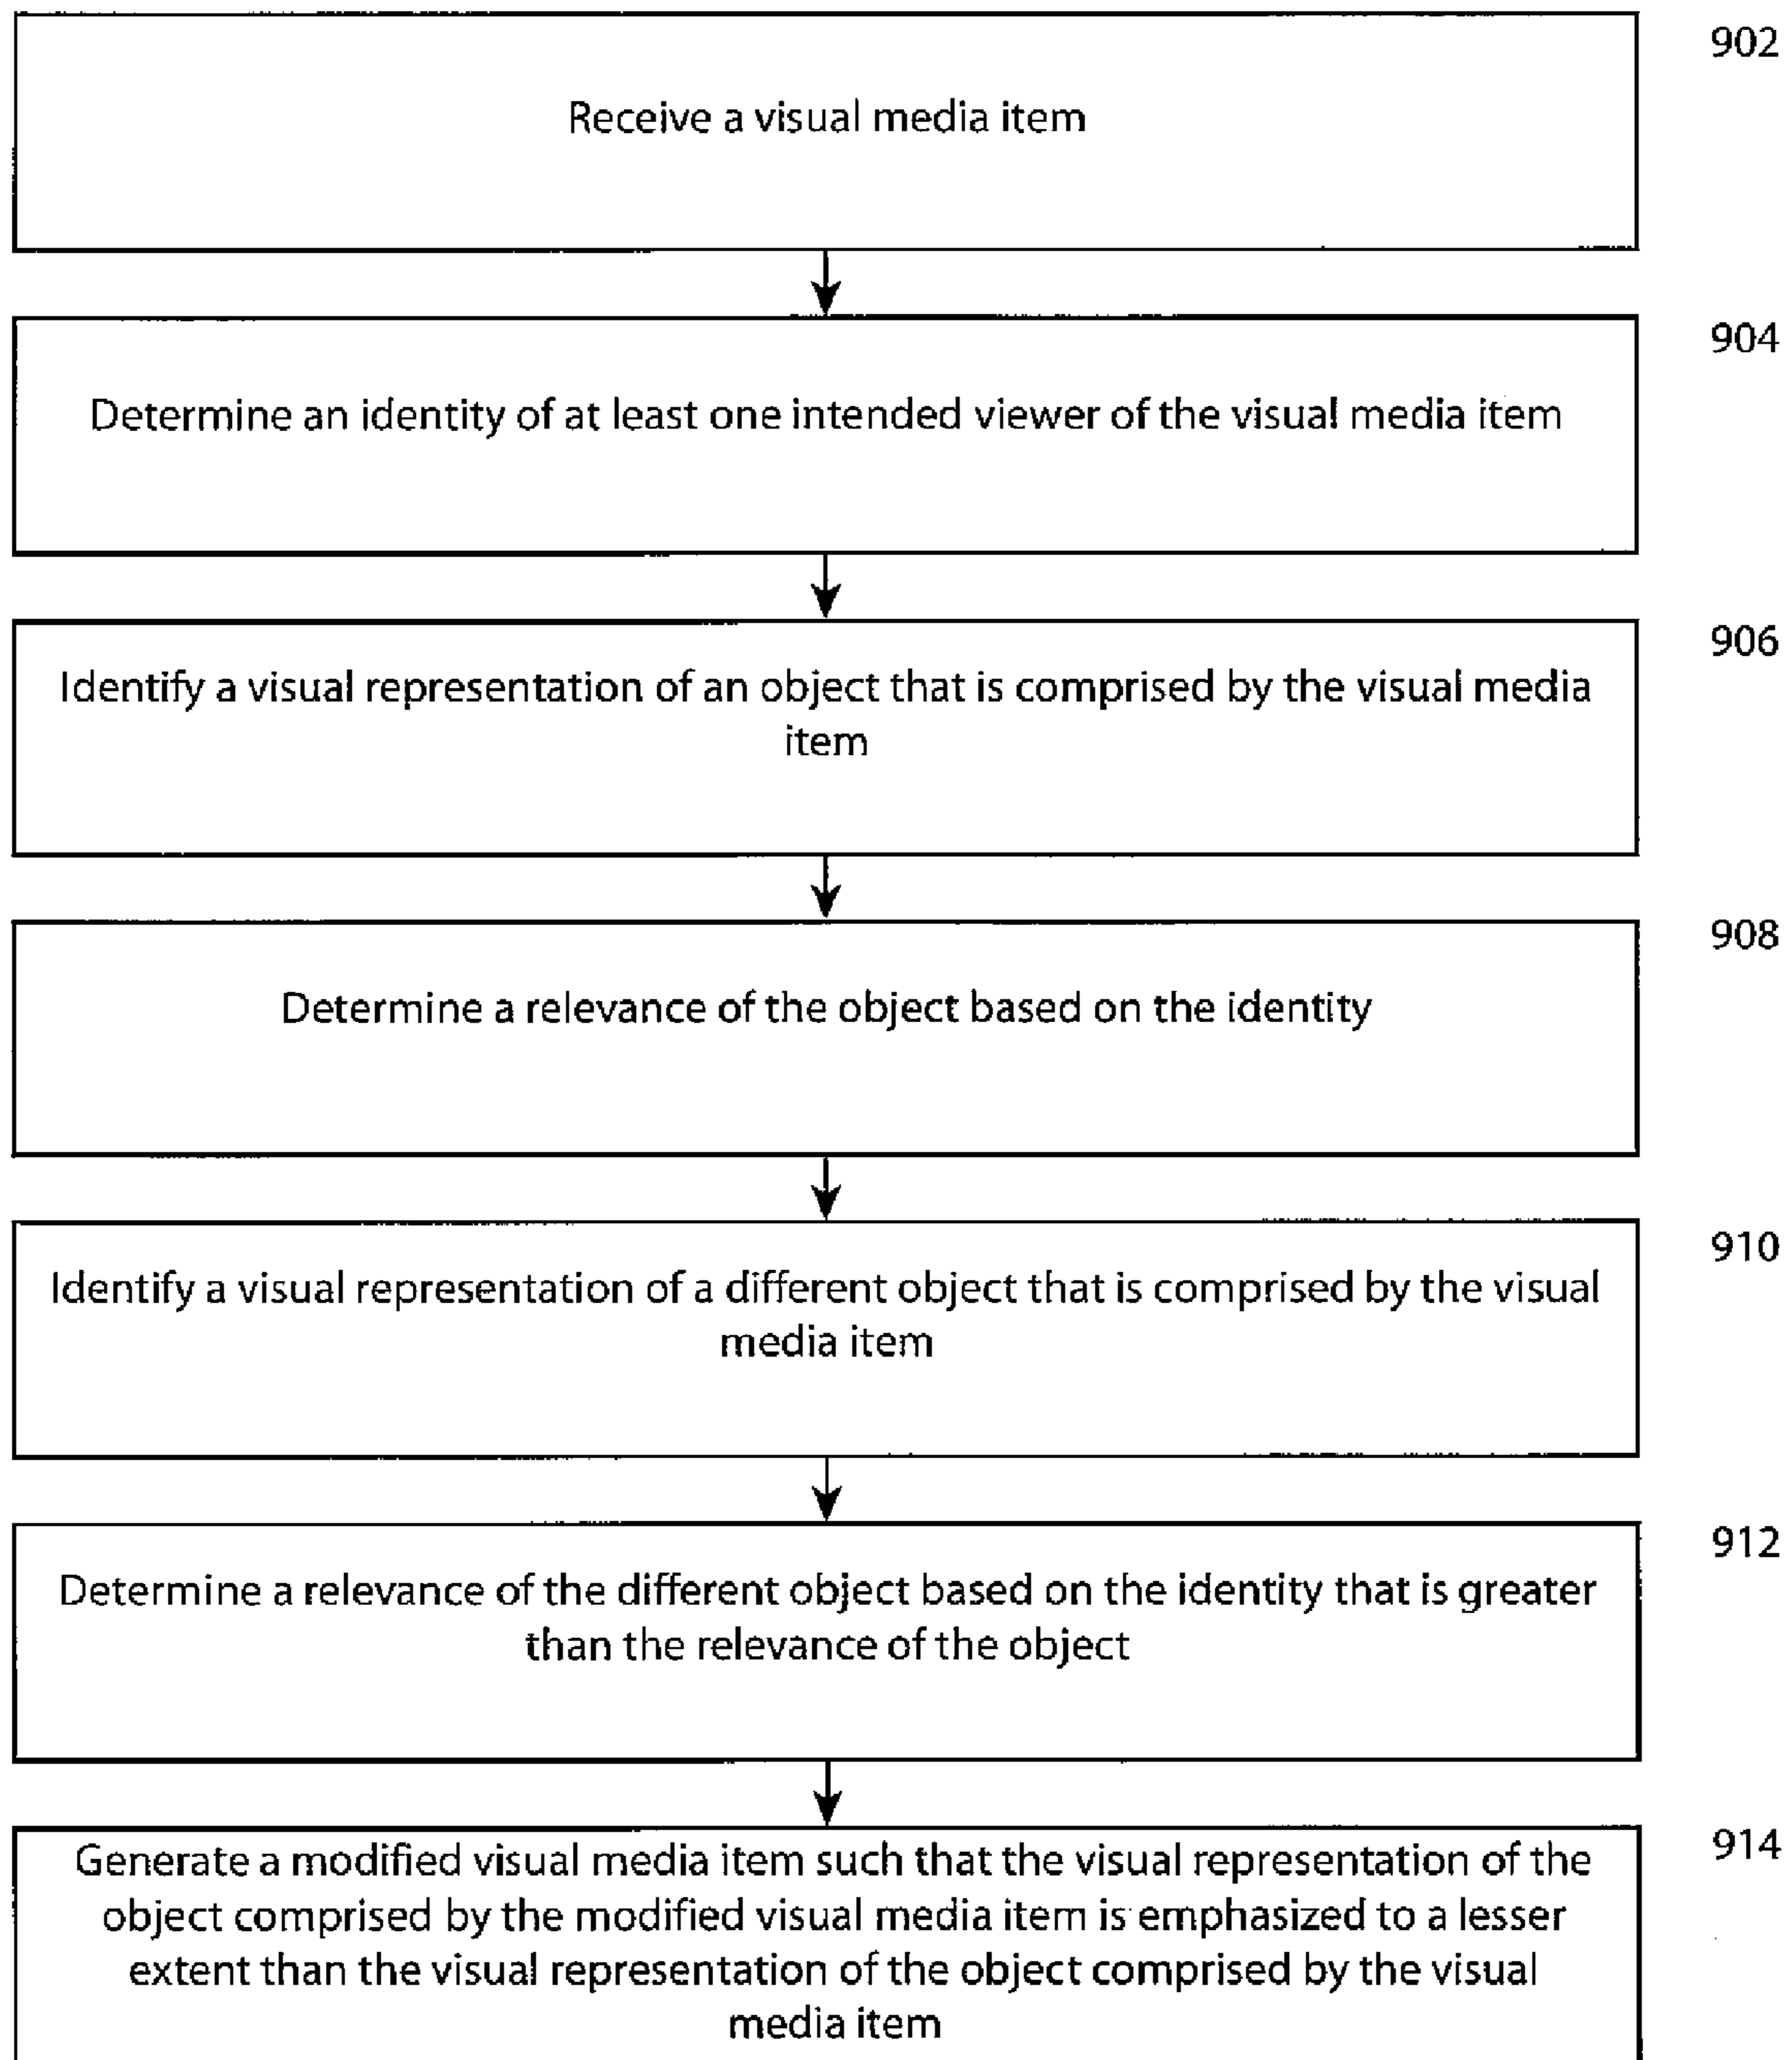 902
Receive a visual media item
904
Determine an identity of at least one intended viewer of the visual media item
906
Identify a visual representation of an object that is comprised by the visual media
item
908
Determine a relevance of the object based on the identity
910
Identify a visual representation of a different object that is comprised by the visual
media item
912
Determine a relevance of the different object based on the identity that is greater
than the relevance of the object
914
Generate a modified visual media item such that the visual representation of the
object comprised by the modified visual media item is emphasized to a lesser
extent than the visual representation of the object comprised by the visual
media item